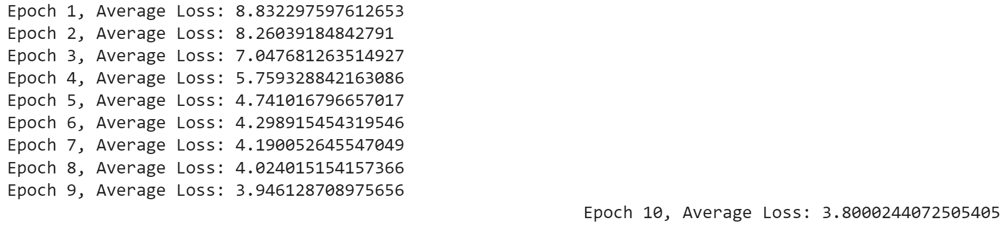 Epoch 1, Average Loss: 8.832297597612653
Epoch 2, Average Loss: 8.26039184842791
Epoch 3, Average Loss: 7.047681263514927
Epoch 4, Average Loss: 5.759328842163086
Epoch 5, Average Loss: 4.741016796657017
Epoch 6, Average Loss: 4.298915454319546
Epoch 7, Average Loss: 4.190052645547049
Epoch 8, Average Loss: 4.024015154157366
Epoch 9, Average Loss: 3.946128708975656
Epoch 10, Average Loss: 3.8000244072505405